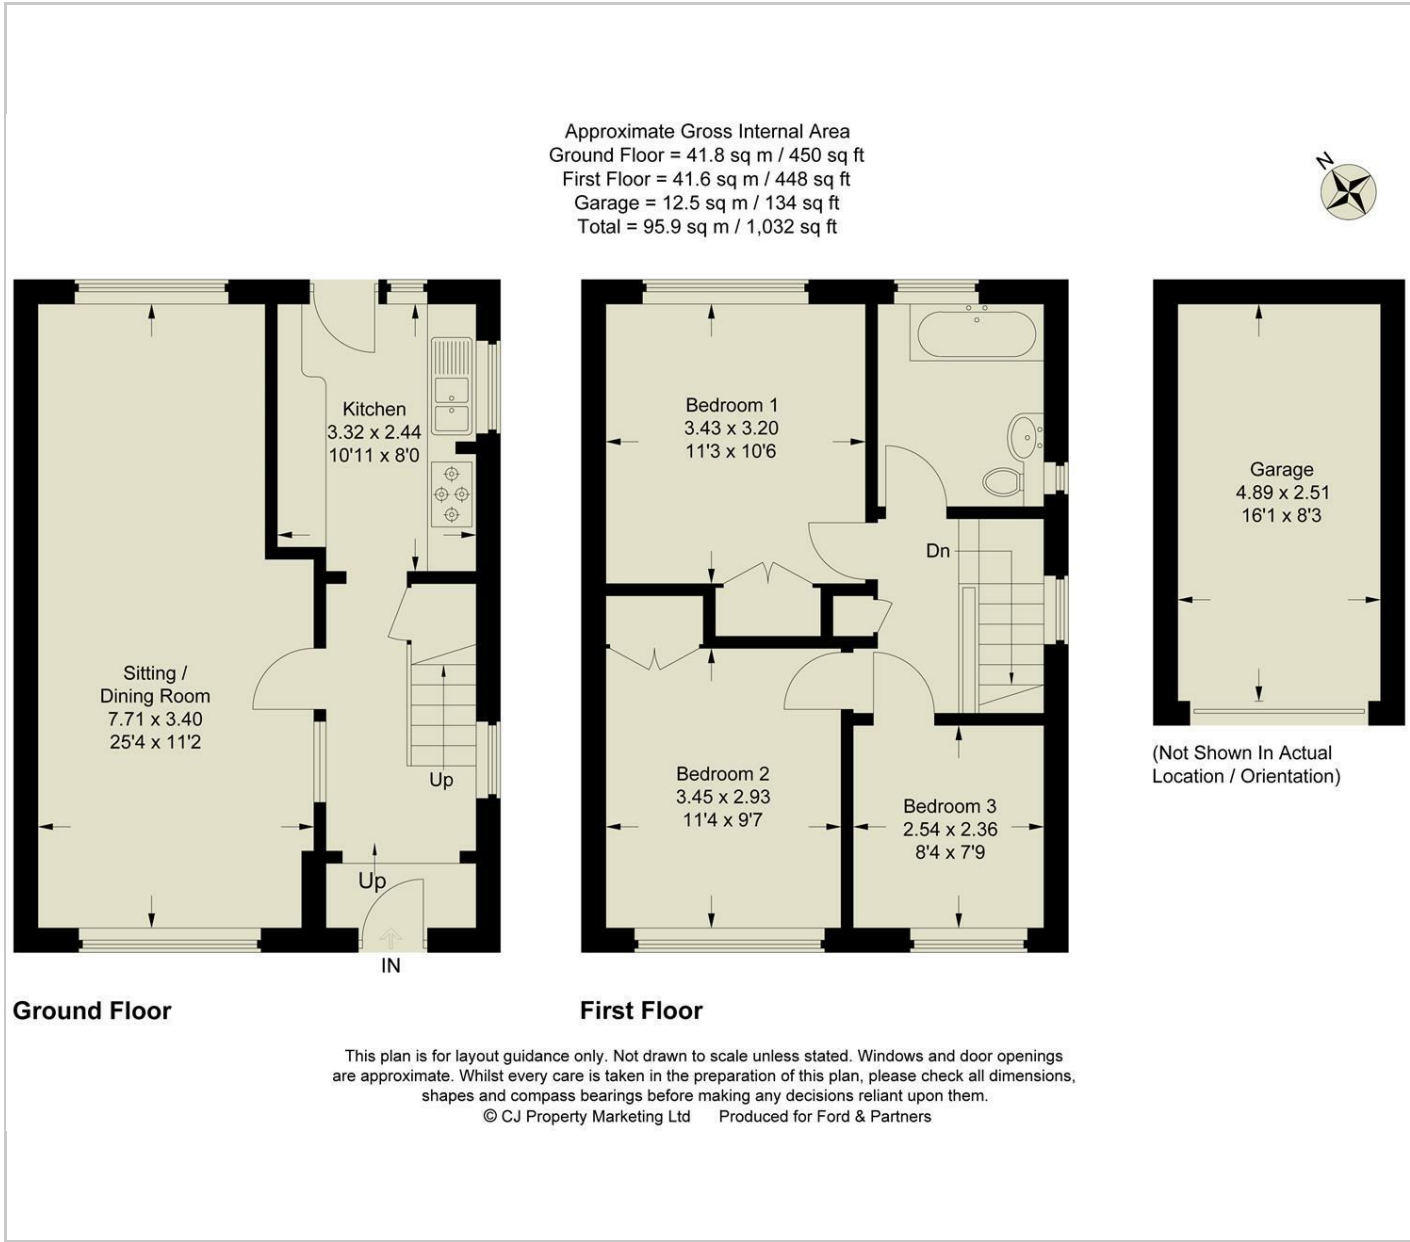 Approximate Gross Internal Area
Ground Floor = 41.8 sq m / 450 sq ft
First Floor = 41.6 sq m / 448 sq ft
Garage = 12.5 sq m / 134 sq ft
Total = 95.9 sq m / 1,032 sq ft
N
Kitchen
3.32 x 2.44
10'11 x 8'0
Sitting /
Dining Room
7.71 x 3.40
25'4 x 11'2
Up
Up
IN
Ground Floor
Bedroom 1
3.43 x 3.20
11'3 x 10'6
Dn
Bedroom 2
3.45 x 2.93
11'4 x 9'7
Bedroom 3
2.54 x 2.36
8'4 x 7'9
First Floor
Garage
4.89 x 2.51
16'1 x 8'3
(Not Shown In Actual
Location / Orientation)
This plan is for layout guidance only. Not drawn to scale unless stated. Windows and door openings
are approximate. Whilst every care is taken in the preparation of this plan, please check all dimensions,
shapes and compass bearings before making any decisions reliant upon them.
© CJ Property Marketing Ltd Produced for Ford & Partners